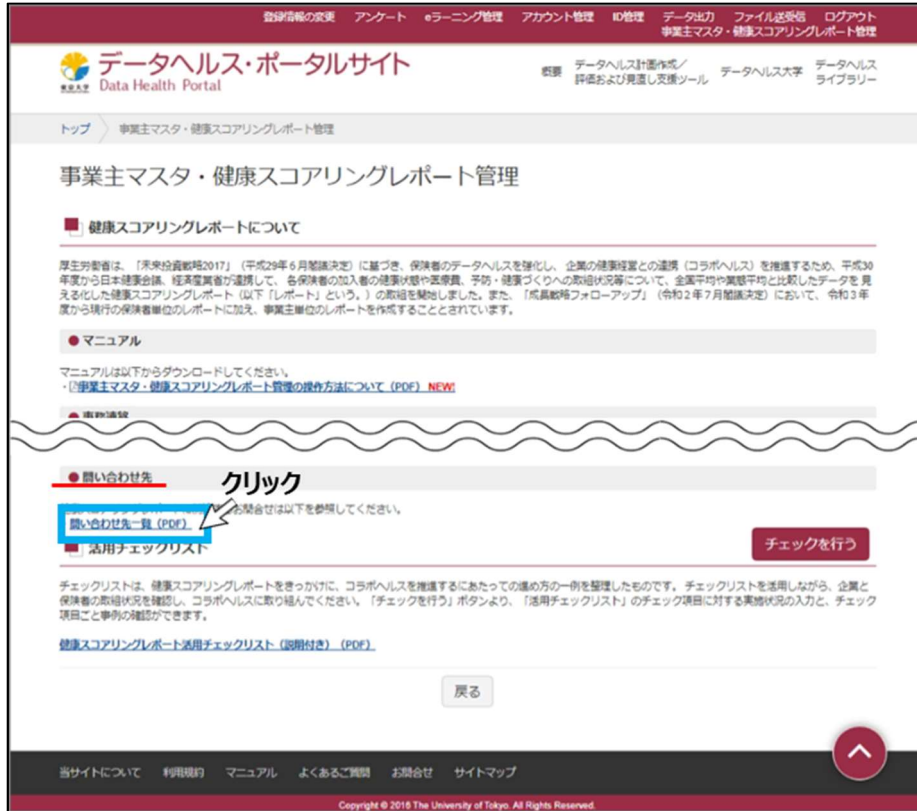 登録情報の変更 アンケート eラーニング管理 アカウント管理 ID管理 データ出力 ファイル送受信 ログアウト
事業主マスタ・健康スコアリングレポート管理
東京大学
データヘルス・ポータルサイト
Data Health Portal
概要
データヘルス計画作成/
評価および見直し支援ツール
データヘルス大学
データヘルス
ライブラリー
トップ 事業主マスタ・健康スコアリングレポート管理
事業主マスタ・健康スコアリングレポート管理
健康スコアリングレポートについて
厚生労働省は、「未来投資戦略2017」（平成29年6月閣議決定）に基づき、保険者のデータヘルスを強化し、企業の健康経営との連携（コラボヘルス）を推進するため、平成30
年度から日本健康会議、経済産業省が連携して、各保険者の加入者の健康状態や医療費、予防・健康づくりへの取組状況等について、全国平均や業態平均と比較したデータを見
える化した健康スコアリングレポート（以下「レポート」という。）の取組を開始しました。また、「成長戦略フォローアップ」（令和2年7月閣議決定）において、令和3年
度から現行の保険者単位のレポートに加え、事業主単位のレポートを作成することとされています。
●マニュアル
マニュアルは以下からダウンロードしてください。
・事業主マスタ・健康スコアリングレポート管理の操作方法について（PDF） NEW!
●問い合わせ先
クリック
お問合せは以下を参照してください。
問い合わせ先一覧（PDF）
活用チェックリスト
チェックを行う
チェックリストは、健康スコアリングレポートをきっかけに、コラボヘルスを推進するにあたっての進め方の一例を整理したものです。チェックリストを活用しながら、企業と
保険者の取組状況を確認し、コラボヘルスに取り組んでください。「チェックを行う」ボタンより、「活用チェックリスト」のチェック項目に対する実施状況の入力と、チェック
項目ごと事例の確認ができます。
健康スコアリングレポート活用チェックリスト（説明付き）（PDF）
戻る
当サイトについて 利用規約 マニュアル よくあるご質問 お問合せ サイトマップ
Copyright © 2016 The University of Tokyo. All Rights Reserved.